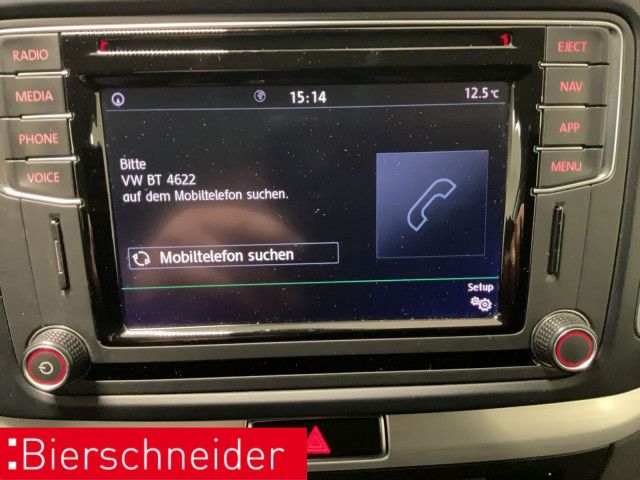 RADIO
MEDIA
PHONE
VOICE
EJECT
NAV
APP
MENU
15:14
12.5 °C
Bitte
VW BT 4622
auf dem Mobiltelefon suchen.
Mobiltelefon suchen
Setup
Bierschneider